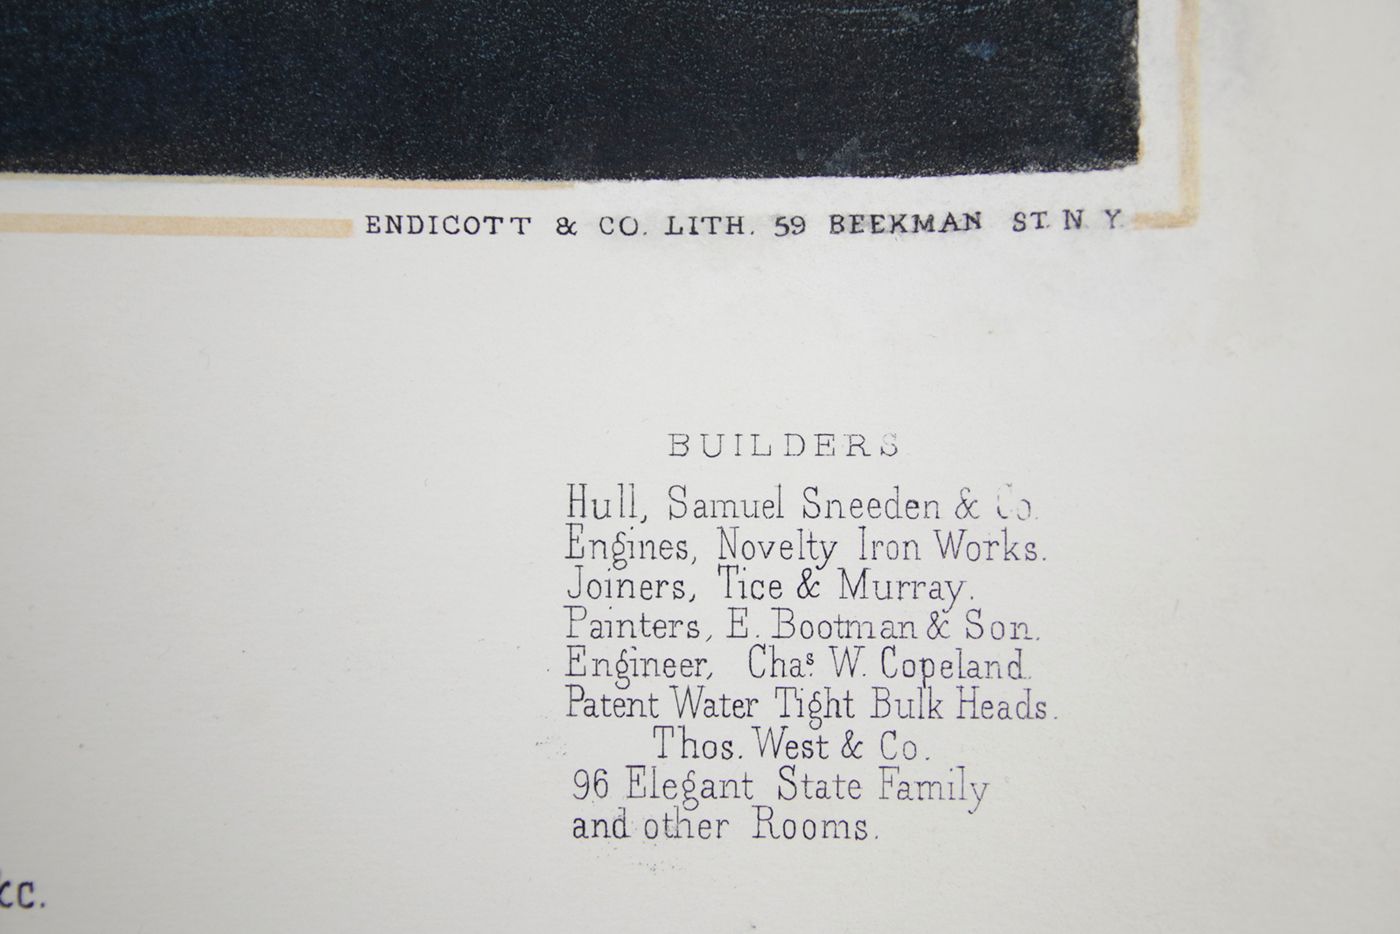 ENDICOTT & CO. LITH. 59 BEEKMAN ST. N Y.
BUILDERS
Hull, Samuel Sneeden & Co.
Engines, Novelty Iron Works.
Joiners, Tice & Murray.
Painters, E. Bootman & Son.
Engineer, Chaˢ. W. Copeland.
Patent Water Tight Bulk Heads.
Thos. West & Co.
96 Elegant State Family
and other Rooms.